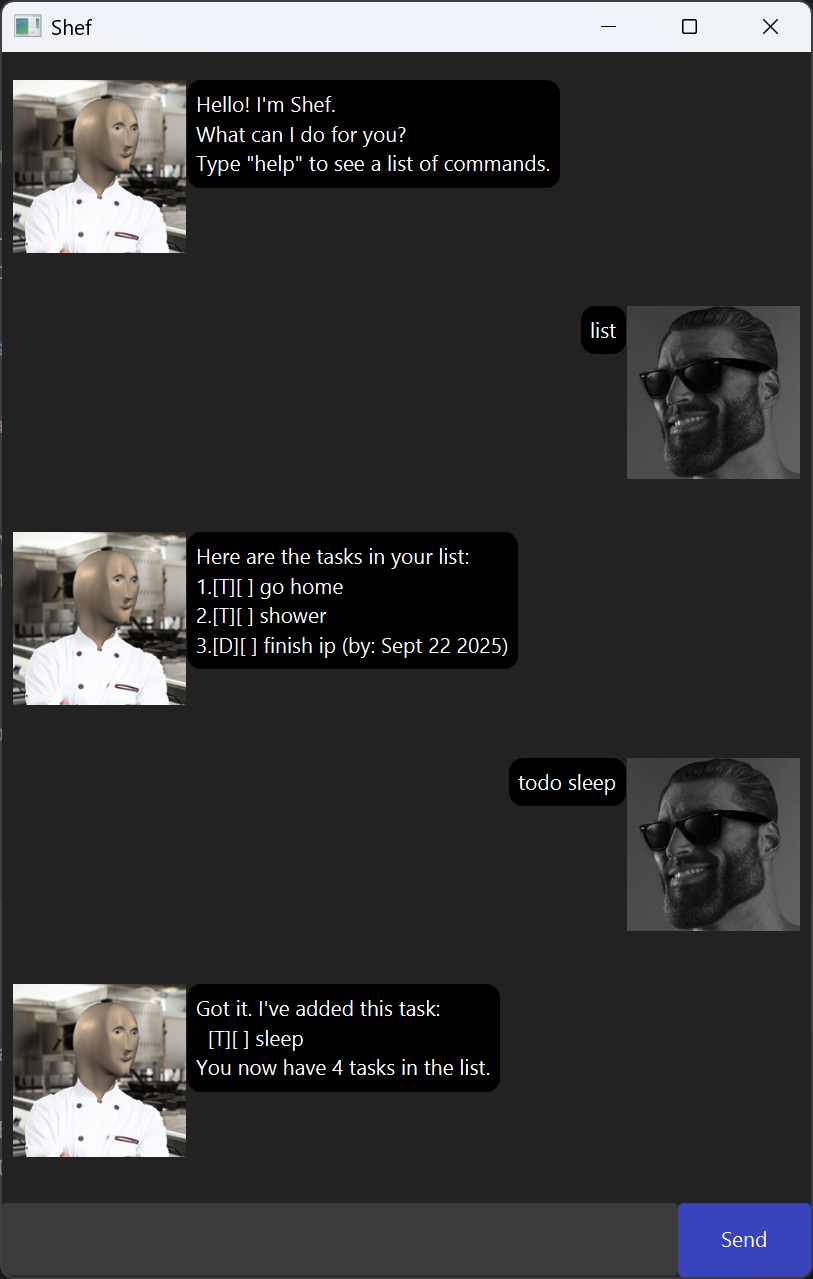 Shef
Hello! I'm Shef.
What can I do for you?
Type "help" to see a list of commands.
list
Here are the tasks in your list:
1.[T][ ] go home
2.[T][ ] shower
3.[D][ ] finish ip (by: Sept 22 2025)
todo sleep
Got it. I've added this task:
  [T][ ] sleep
You now have 4 tasks in the list.
Send